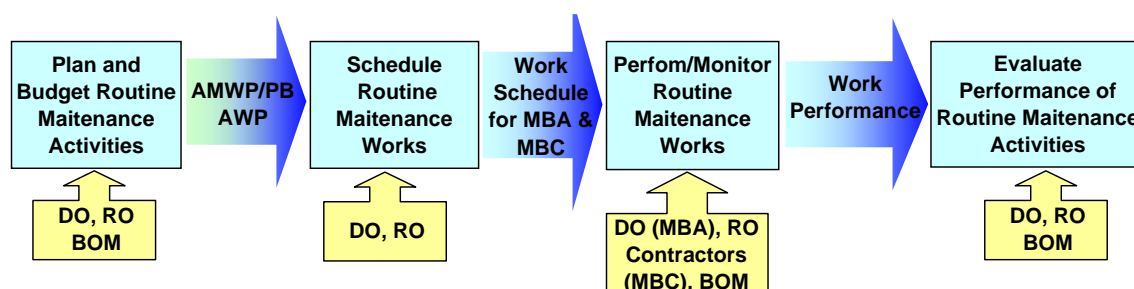 Plan and
Budget Routine
Maitenance
Activities
AMWP/PB
AWP
Schedule
Routine
Maitenance
Works
Work
Schedule
for MBA &
MBC
Perfom/Monitor
Routine
Maitenance
Works
Work
Performance
Evaluate
Performance of
Routine Maitenance
Activities
DO, RO
BOM
DO, RO
DO (MBA), RO
Contractors
(MBC), BOM
DO, RO
BOM